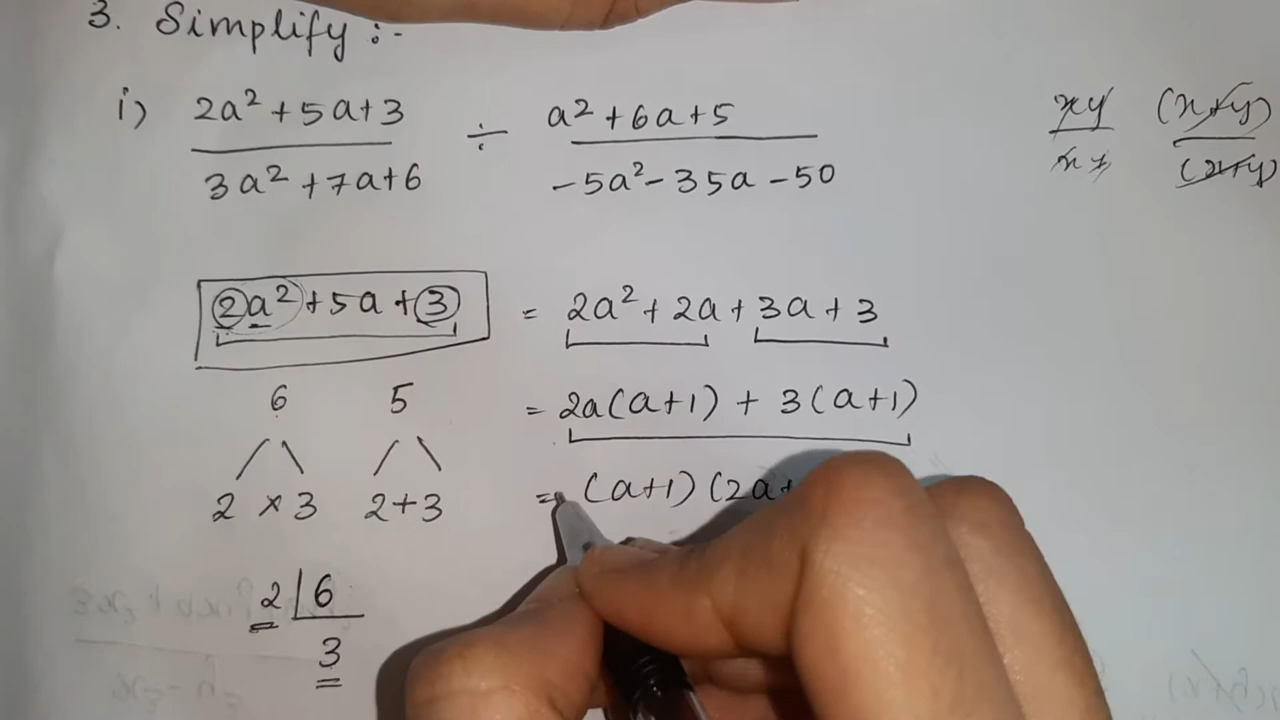 3. Simplify :-
i) 2a² + 5a + 3 / 3a² + 7a + 6 ÷ a² + 6a + 5 / -5a² - 35a - 50
xy (x+y)
(x+y)
2a² + 5a + 3 = 2a² + 2a + 3a + 3
6 5 = 2a(a+1) + 3(a+1)
2 × 3 2+3 = (a+1)(2a+
2 | 6
3